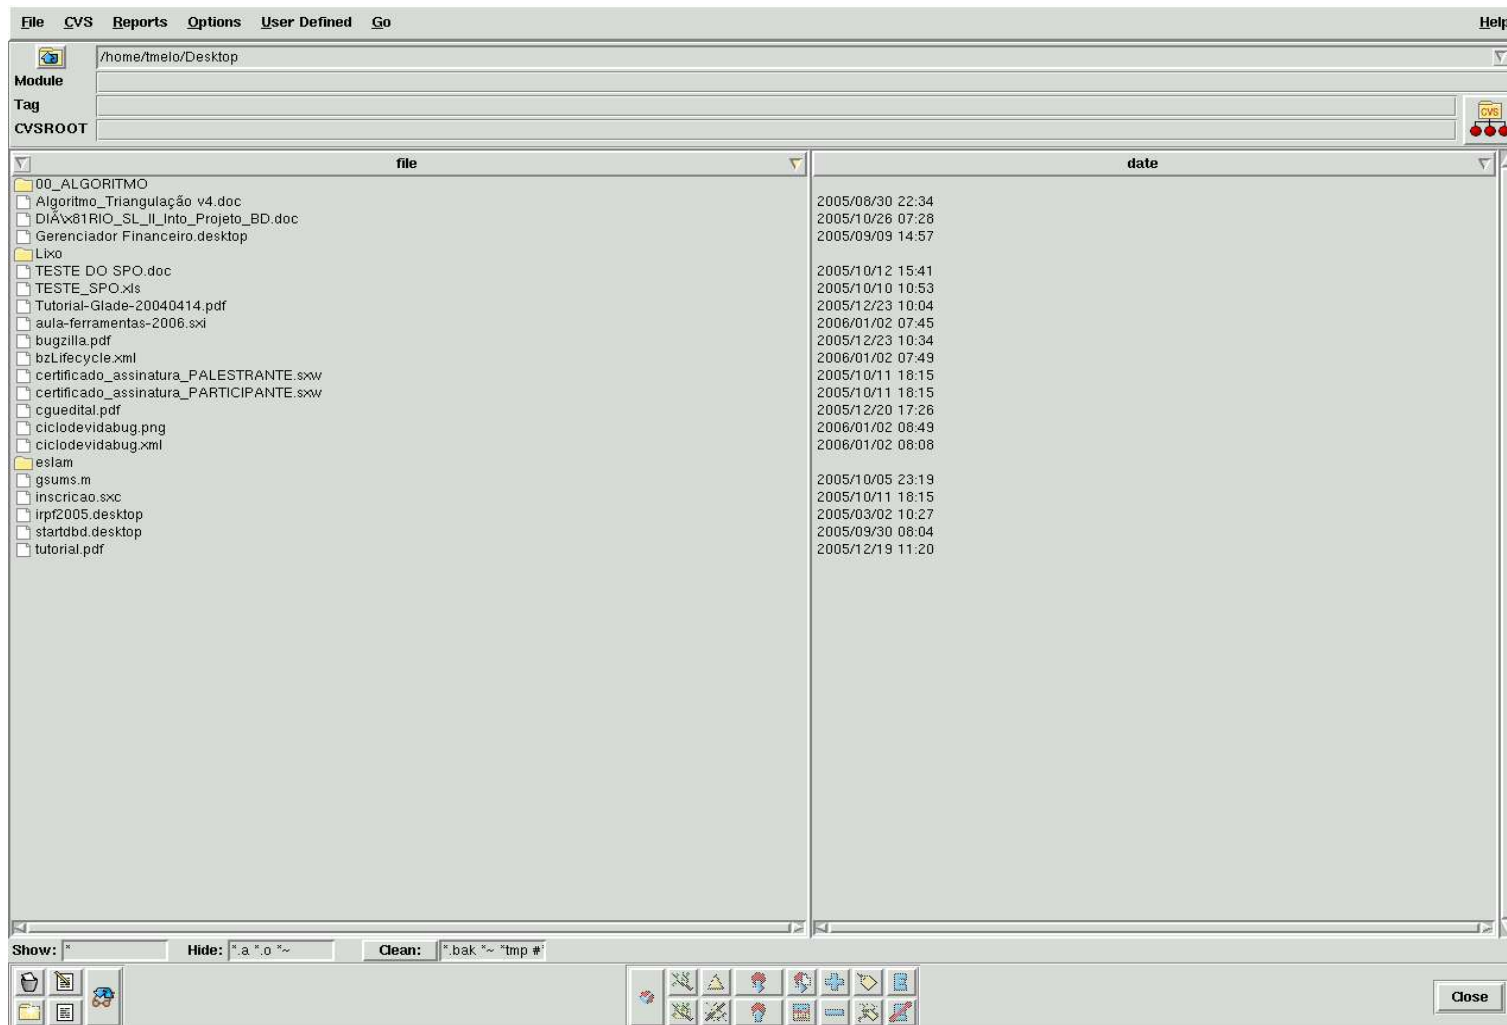 File CVS Reports Options User Defined Go Help
/home/tmelo/Desktop
Module
Tag
CVSROOT
CVS
file date
00_ALGORITMO
Algoritmo_Triangulação v4.doc 2005/08/30 22:34
DIÃ\x81RIO_SL_II_Into_Projeto_BD.doc 2005/10/26 07:28
Gerenciador Financeiro.desktop 2005/09/09 14:57
Lixo
TESTE DO SPO.doc 2005/10/12 15:41
TESTE_SPO.xls 2005/10/10 10:53
Tutorial-Glade-20040414.pdf 2005/12/23 10:04
aula-ferramentas-2006.sxi 2006/01/02 07:45
bugzilla.pdf 2005/12/23 10:34
bzLifecycle.xml 2006/01/02 07:49
certificado_assinatura_PALESTRANTE.sxw 2005/10/11 18:15
certificado_assinatura_PARTICIPANTE.sxw 2005/10/11 18:15
cguedital.pdf 2005/12/20 17:26
ciclodevidabug.png 2006/01/02 08:49
ciclodevidabug.xml 2006/01/02 08:08
eslam
gsums.m 2005/10/05 23:19
inscricao.sxc 2005/10/11 18:15
irpf2005.desktop 2005/03/02 10:27
startdbd.desktop 2005/09/30 08:04
tutorial.pdf 2005/12/19 11:20
Show: * Hide: *.a *.o *~ Clean: *.bak *~ *tmp #*
Close